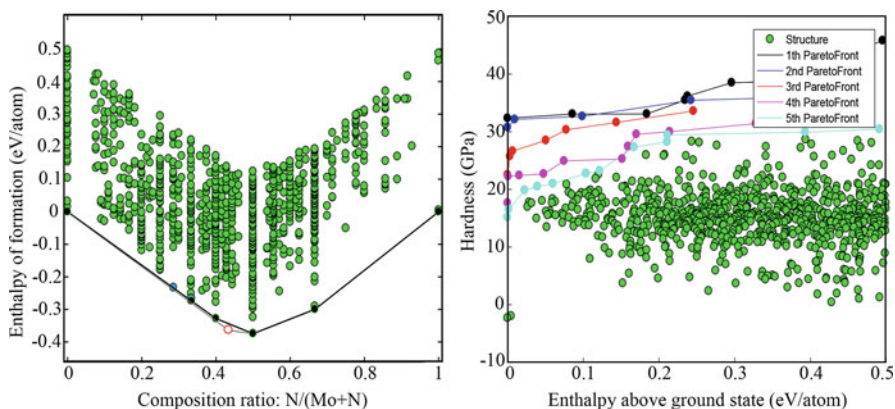 0.5
0.4
0.3
0.2
0.1
0
-0.1
-0.2
-0.3
-0.4
Enthalpy of formation (eV/atom)
0 0.2 0.4 0.6 0.8 1
Composition ratio: N/(Mo+N)
50
40
30
20
10
0
-10
Hardness (GPa)
Structure
1th ParetoFront
2nd ParetoFront
3rd ParetoFront
4th ParetoFront
5th ParetoFront
0 0.1 0.2 0.3 0.4 0.5
Enthalpy above ground state (eV/atom)